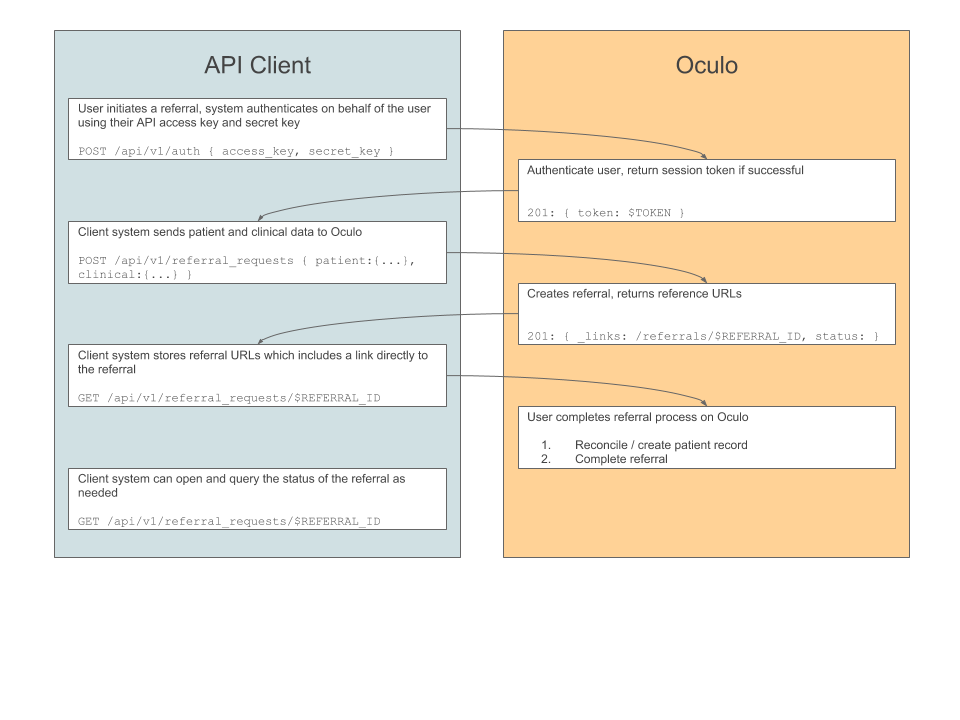 API Client
User initiates a referral, system authenticates on behalf of the user
using their API access key and secret key
POST /api/v1/auth { access_key, secret_key }
Client system sends patient and clinical data to Oculo
POST /api/v1/referral_requests { patient:{...},
clinical:{...} }
Client system stores referral URLs which includes a link directly to
the referral
GET /api/v1/referral_requests/$REFERRAL_ID
Client system can open and query the status of the referral as
needed
GET /api/v1/referral_requests/$REFERRAL_ID
Oculo
Authenticate user, return session token if successful
201: { token: $TOKEN }
Creates referral, returns reference URLs
201: { _links: /referrals/$REFERRAL_ID, status: }
User completes referral process on Oculo
1. Reconcile / create patient record
2. Complete referral